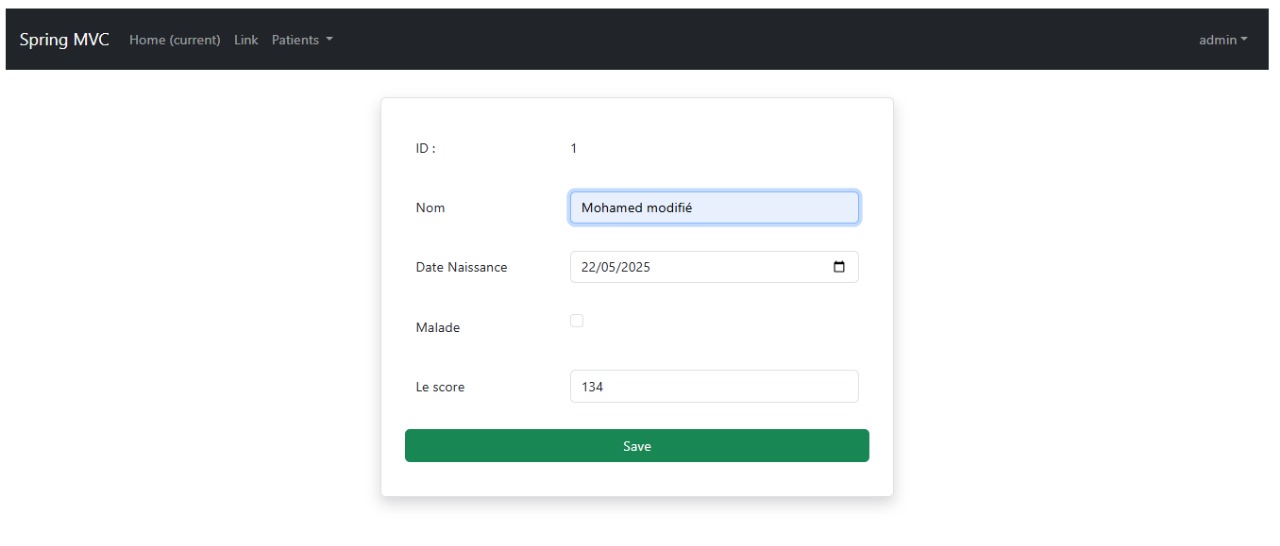 Spring MVC Home (current) Link Patients admin
ID : 1
Nom Mohamed modifié
Date Naissance 22/05/2025
Malade
Le score 134
Save